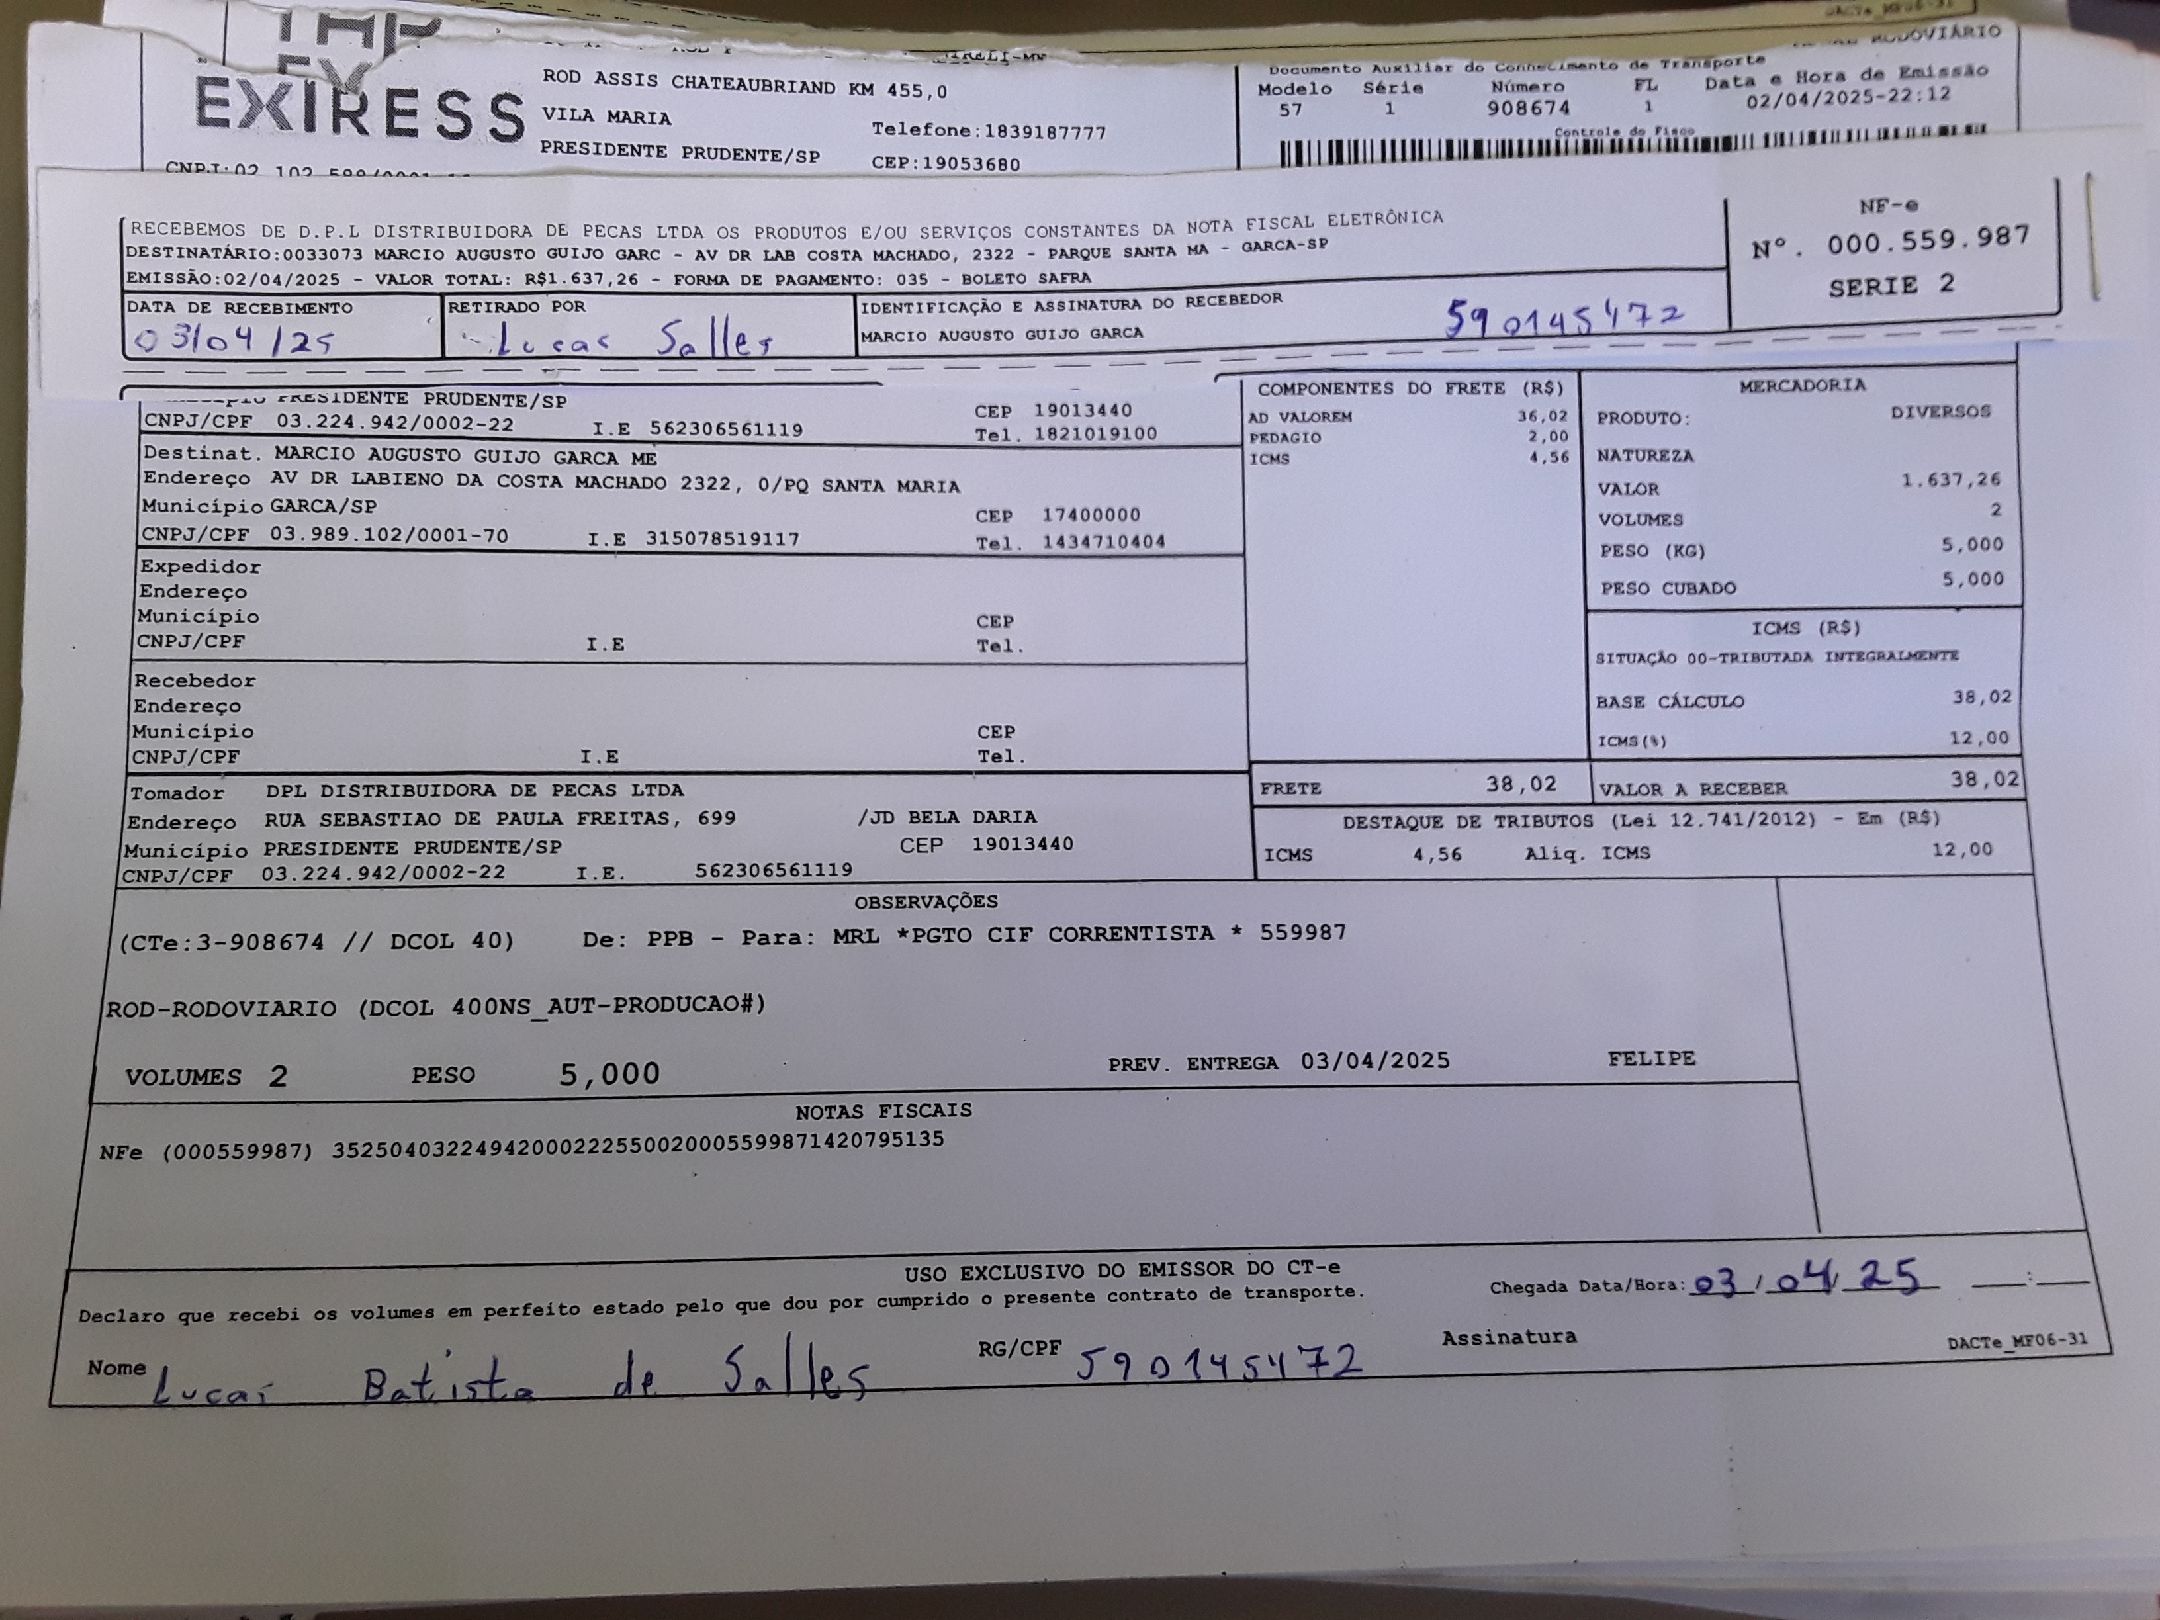 EXIRESS
ROD ASSIS CHATEAUBRIAND KM 455,0
VILA MARIA
Telefone:1839187777
PRESIDENTE PRUDENTE/SP CEP:19053680
RODOVIÁRIO
Documento Auxiliar do Conhecimento de Transporte
Modelo Série Número FL Data e Hora de Emissão
57 1 908674 1 02/04/2025-22:12
Controle do Fisco
RECEBEMOS DE D.P.L DISTRIBUIDORA DE PECAS LTDA OS PRODUTOS E/OU SERVIÇOS CONSTANTES DA NOTA FISCAL ELETRÔNICA
DESTINATÁRIO:0033073 MARCIO AUGUSTO GUIJO GARC - AV DR LAB COSTA MACHADO, 2322 - PARQUE SANTA MA - GARCA-SP
EMISSÃO:02/04/2025 - VALOR TOTAL: R$1.637,26 - FORMA DE PAGAMENTO: 035 - BOLETO SAFRA
NF-e
Nº. 000.559.987
SERIE 2
DATA DE RECEBIMENTO RETIRADO POR IDENTIFICAÇÃO E ASSINATURA DO RECEBEDOR
03/04/25 Lucas Salles MARCIO AUGUSTO GUIJO GARCA 590145472
PRESIDENTE PRUDENTE/SP CEP 19013440
CNPJ/CPF 03.224.942/0002-22 I.E 562306561119 Tel. 1821019100
Destinat. MARCIO AUGUSTO GUIJO GARCA ME
Endereço AV DR LABIENO DA COSTA MACHADO 2322, 0/PQ SANTA MARIA
Município GARCA/SP CEP 17400000
CNPJ/CPF 03.989.102/0001-70 I.E 315078519117 Tel. 1434710404
Expedidor
Endereço
Município CEP
CNPJ/CPF I.E Tel.
Recebedor
Endereço
Município CEP
CNPJ/CPF I.E Tel.
Tomador DPL DISTRIBUIDORA DE PECAS LTDA
Endereço RUA SEBASTIAO DE PAULA FREITAS, 699 /JD BELA DARIA
Município PRESIDENTE PRUDENTE/SP CEP 19013440
CNPJ/CPF 03.224.942/0002-22 I.E. 562306561119
COMPONENTES DO FRETE (R$)
AD VALOREM 36,02
PEDAGIO 2,00
ICMS 4,56
MERCADORIA
PRODUTO: DIVERSOS
NATUREZA
VALOR 1.637,26
VOLUMES 2
PESO (KG) 5,000
PESO CUBADO 5,000
ICMS (R$)
SITUAÇÃO 00-TRIBUTADA INTEGRALMENTE
BASE CÁLCULO 38,02
ICMS(%) 12,00
FRETE 38,02 VALOR A RECEBER 38,02
DESTAQUE DE TRIBUTOS (Lei 12.741/2012) - Em (R$)
ICMS 4,56 Aliq. ICMS 12,00
OBSERVAÇÕES
(CTe:3-908674 // DCOL 40) De: PPB - Para: MRL *PGTO CIF CORRENTISTA * 559987
ROD-RODOVIARIO (DCOL 400NS_AUT-PRODUCAO#)
VOLUMES 2 PESO 5,000 PREV. ENTREGA 03/04/2025 FELIPE
NOTAS FISCAIS
NFe (000559987) 35250403224942000222550020005599871420795135
USO EXCLUSIVO DO EMISSOR DO CT-e
Declaro que recebi os volumes em perfeito estado pelo que dou por cumprido o presente contrato de transporte.
Chegada Data/Hora: 03/04/25 __:__
Nome Lucas Batista de Salles RG/CPF 590145472 Assinatura
DACTe_MF06-31